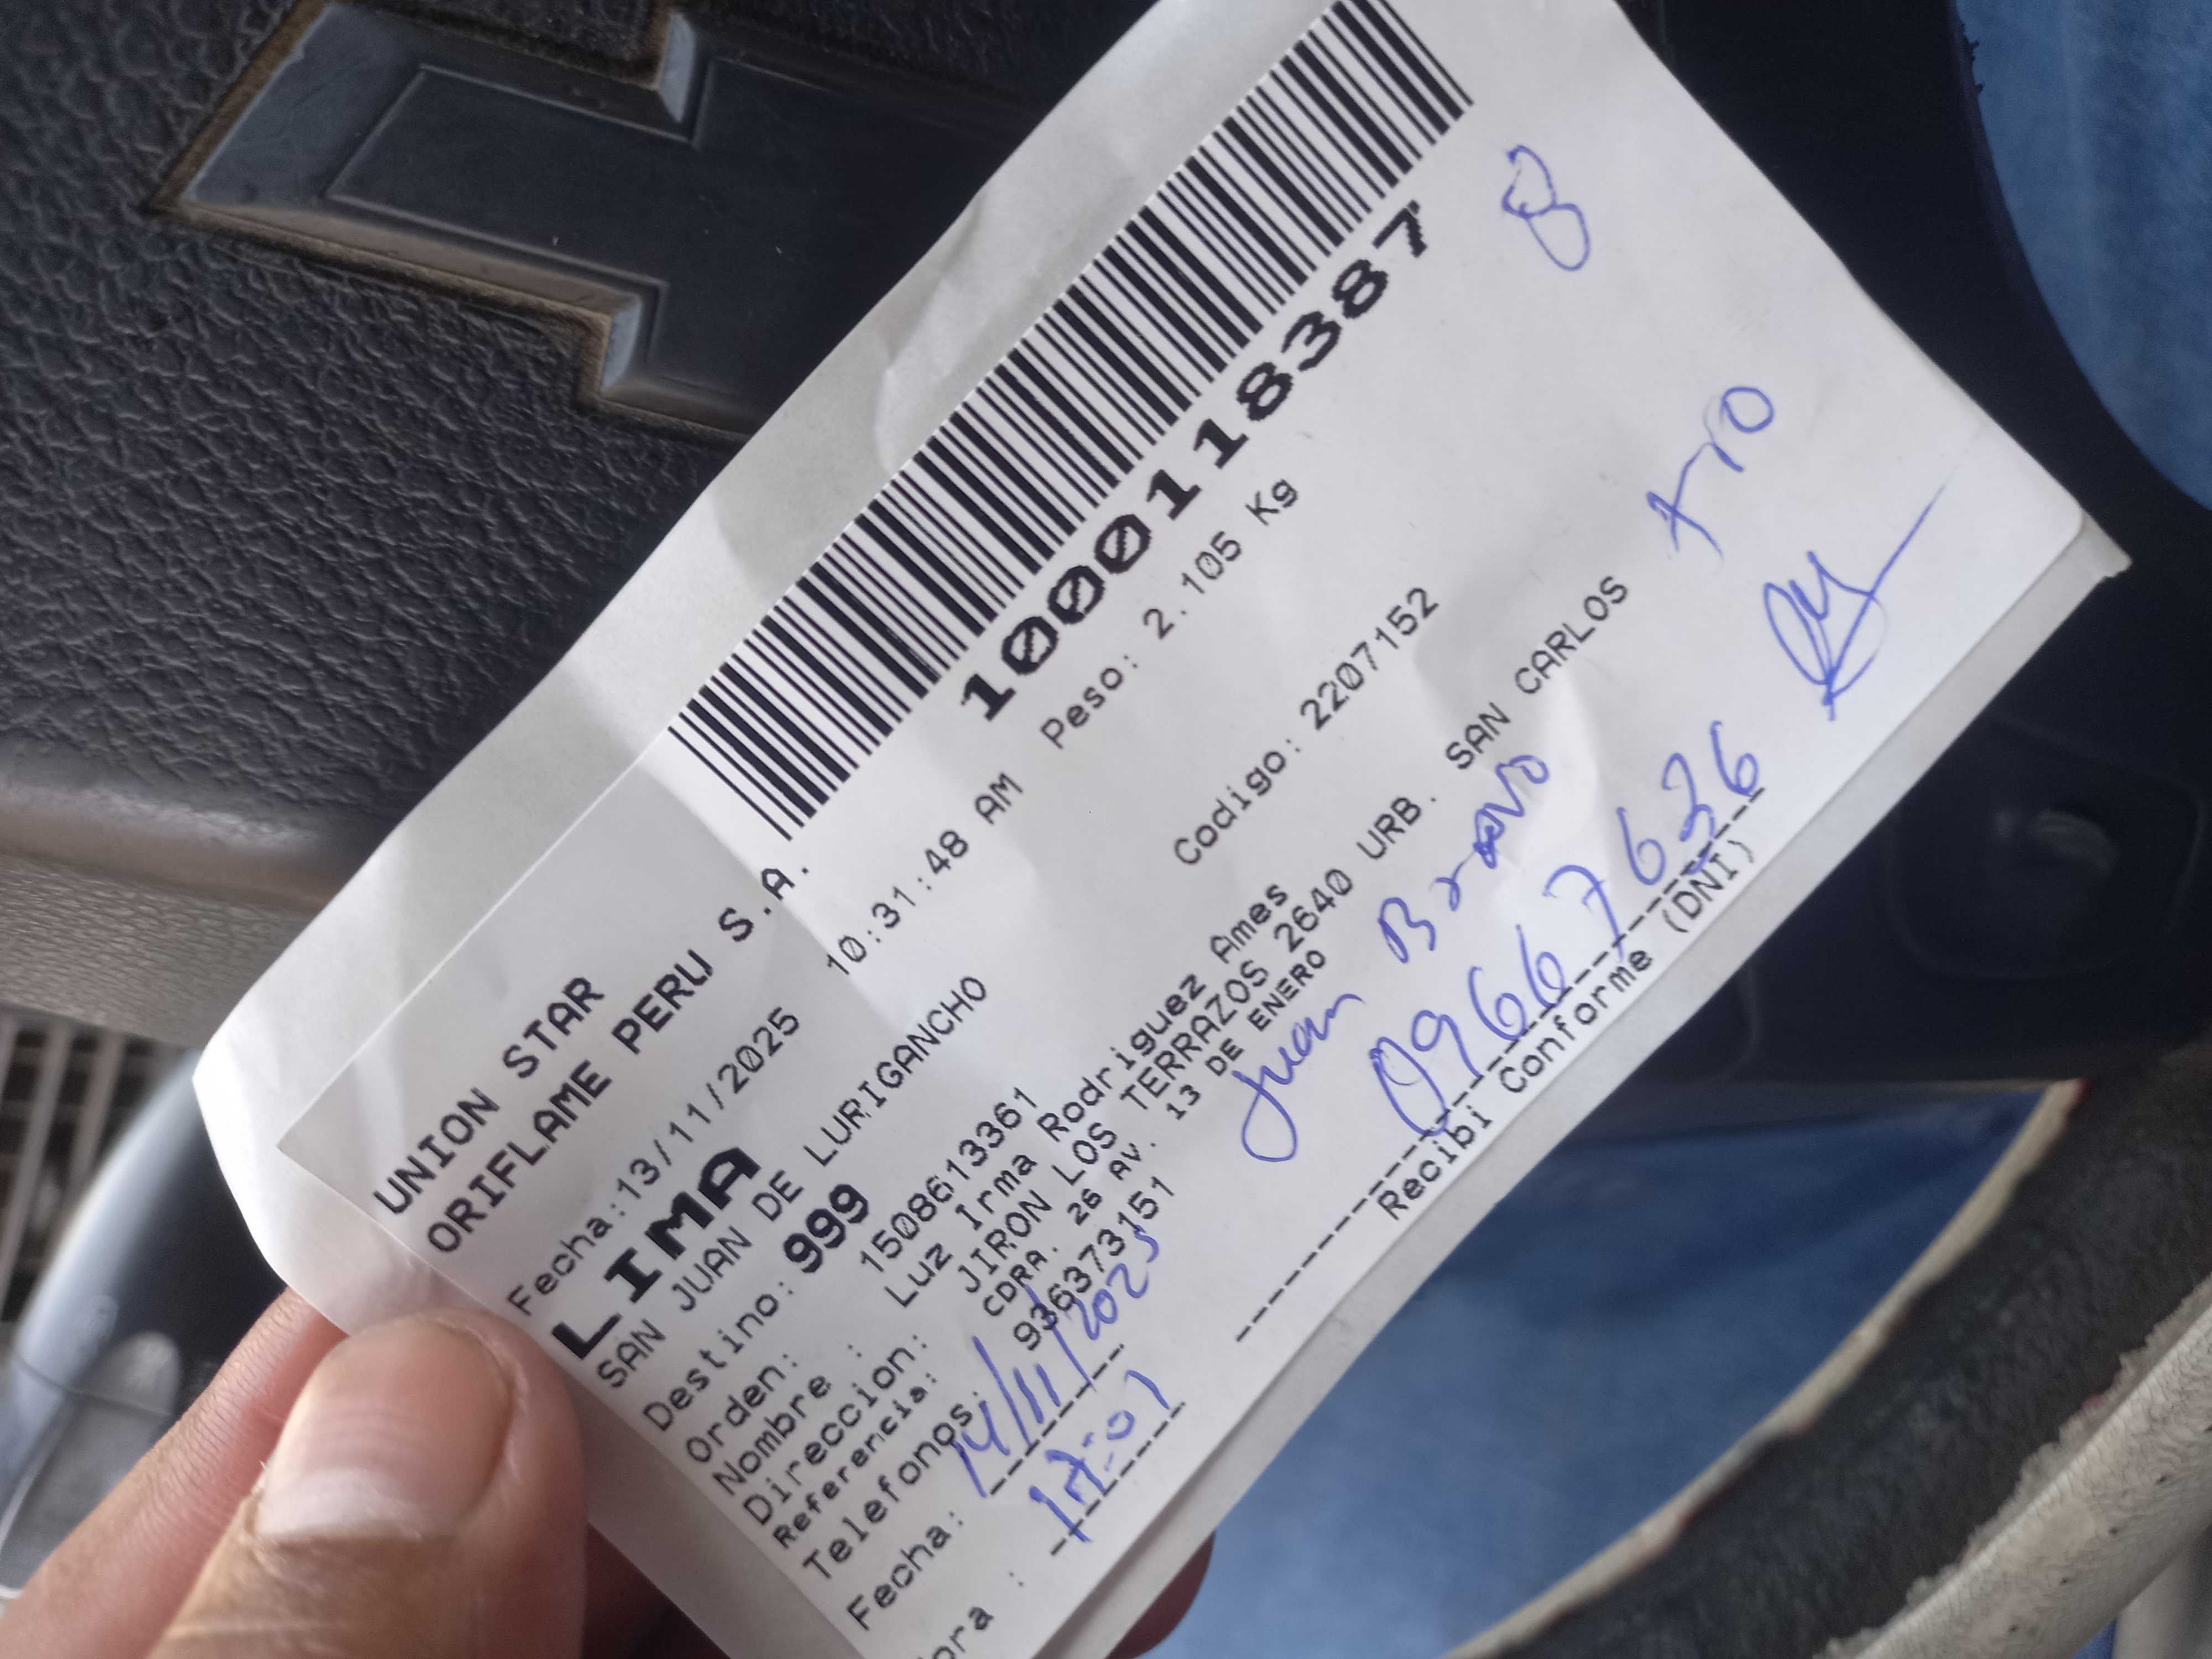 10001183877
UNION STAR
ORIFLAME PERU S.A.
Fecha:13/11/2025 10:31:48 AM Peso: 2.105 Kg
LIMA
SAN JUAN DE LURIGANCHO
Destino: 999
Orden: 1508613361 Codigo: 2207152
Nombre : Luz Irma Rodriguez Ames
Direccion: JIRON LOS TERRAZOS 2640 URB. SAN CARLOS
Referencia: CDRA. 26 AV. 13 DE ENERO
Telefonos: 936373151
Juan Bravo
Fecha: 14/11/2025
09667636
ora : 17:07
Recibi Conforme (DNI)